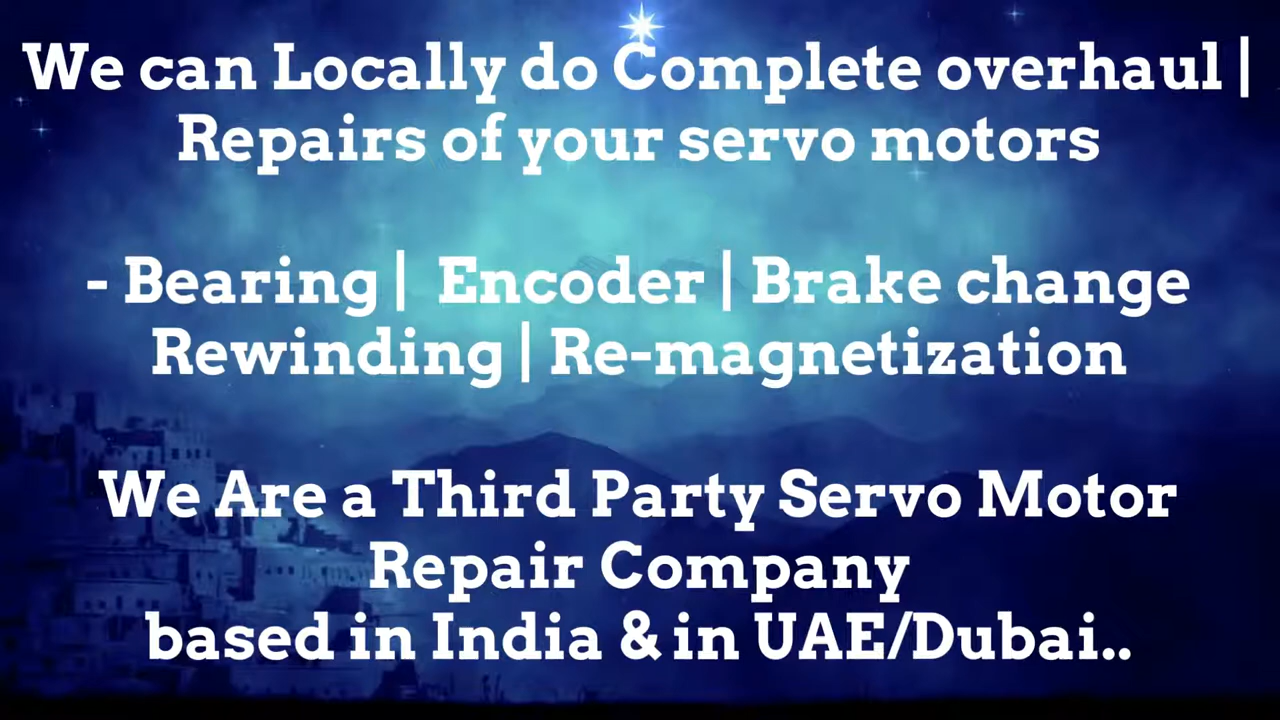 We can Locally do Complete overhaul |
Repairs of your servo motors
- Bearing | Encoder | Brake change
Rewinding | Re-magnetization
We Are a Third Party Servo Motor
Repair Company
based in India & in UAE/Dubai..